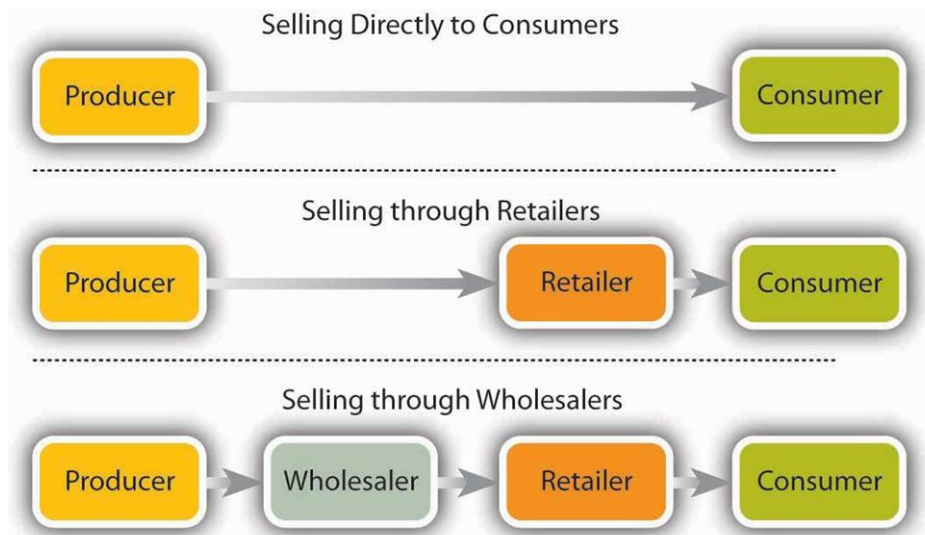 Selling Directly to Consumers
Producer
Consumer
Selling through Retailers
Producer
Retailer
Consumer
Selling through Wholesalers
Producer
Wholesaler
Retailer
Consumer